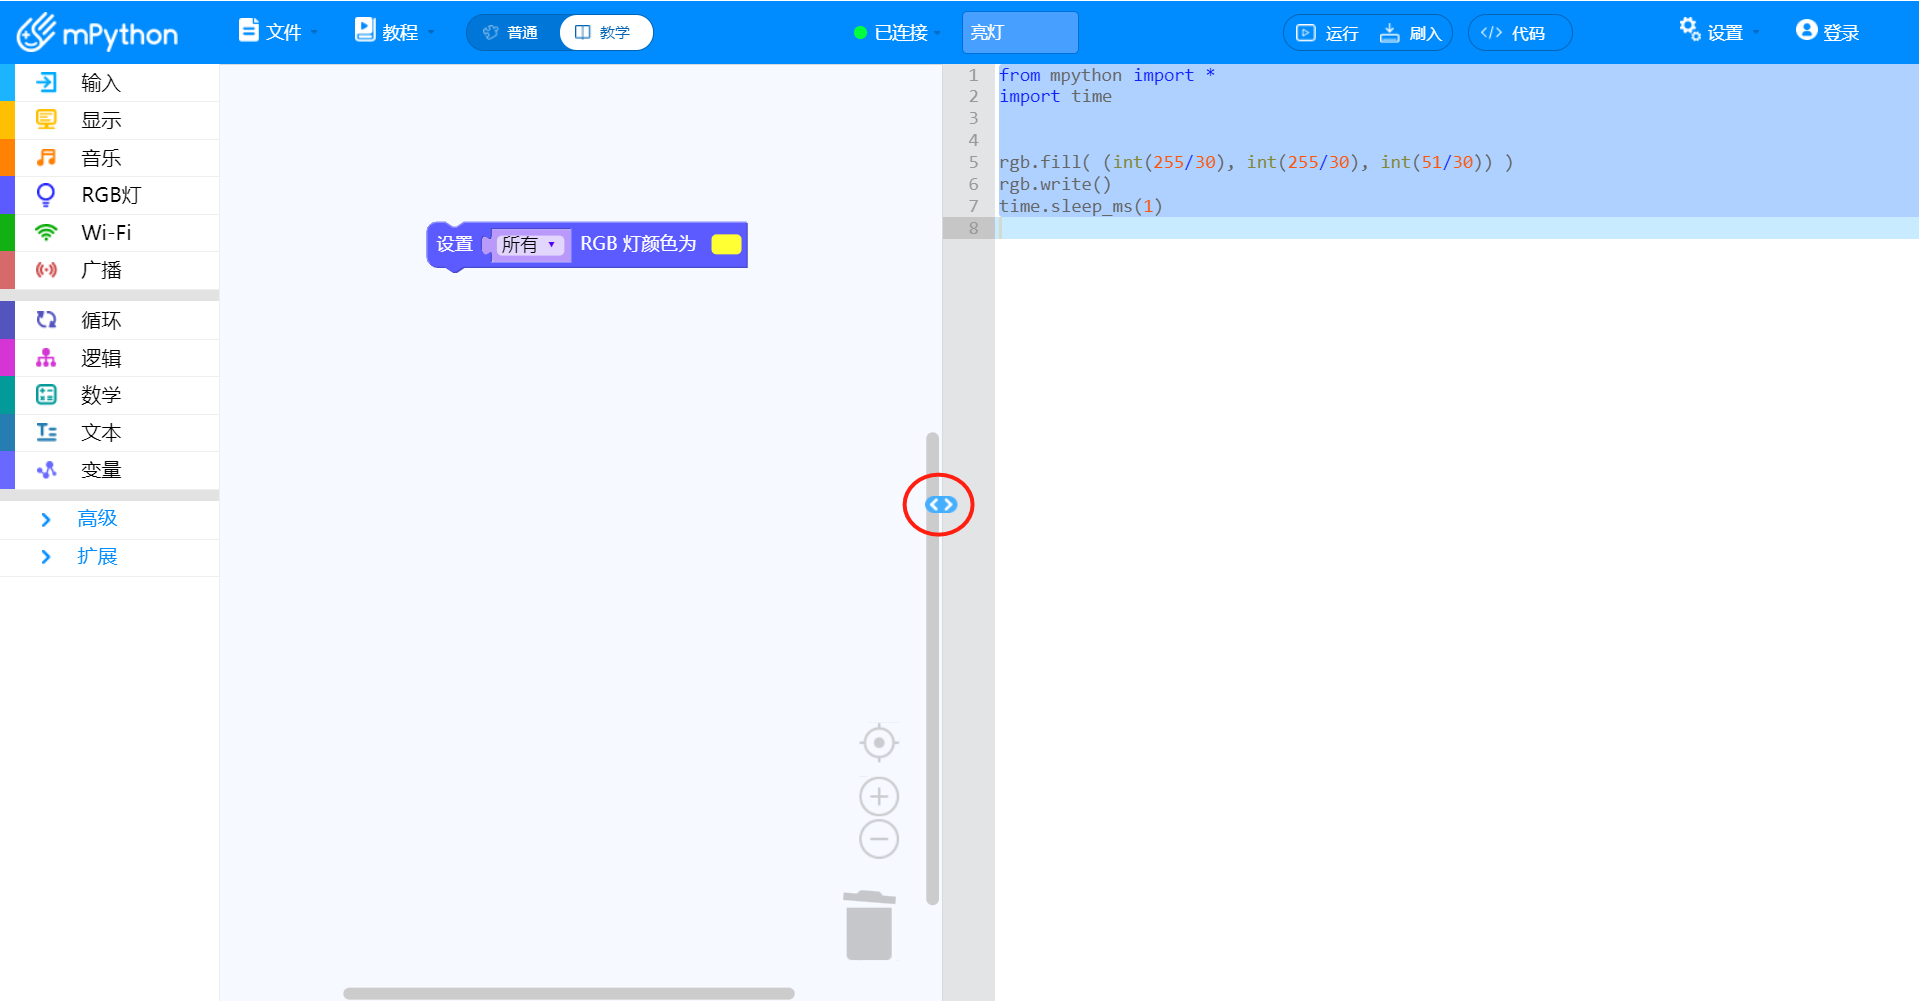 mPython 文件 教程 普通 教学 已连接 亮灯 运行 刷入 </> 代码 设置 登录
输入
显示
音乐
RGB灯
Wi-Fi
广播
循环
逻辑
数学
文本
变量
高级
扩展
设置 所有 RGB 灯颜色为
1 from mpython import *
2 import time
3
4
5 rgb.fill( (int(255/30), int(255/30), int(51/30)) )
6 rgb.write()
7 time.sleep_ms(1)
8